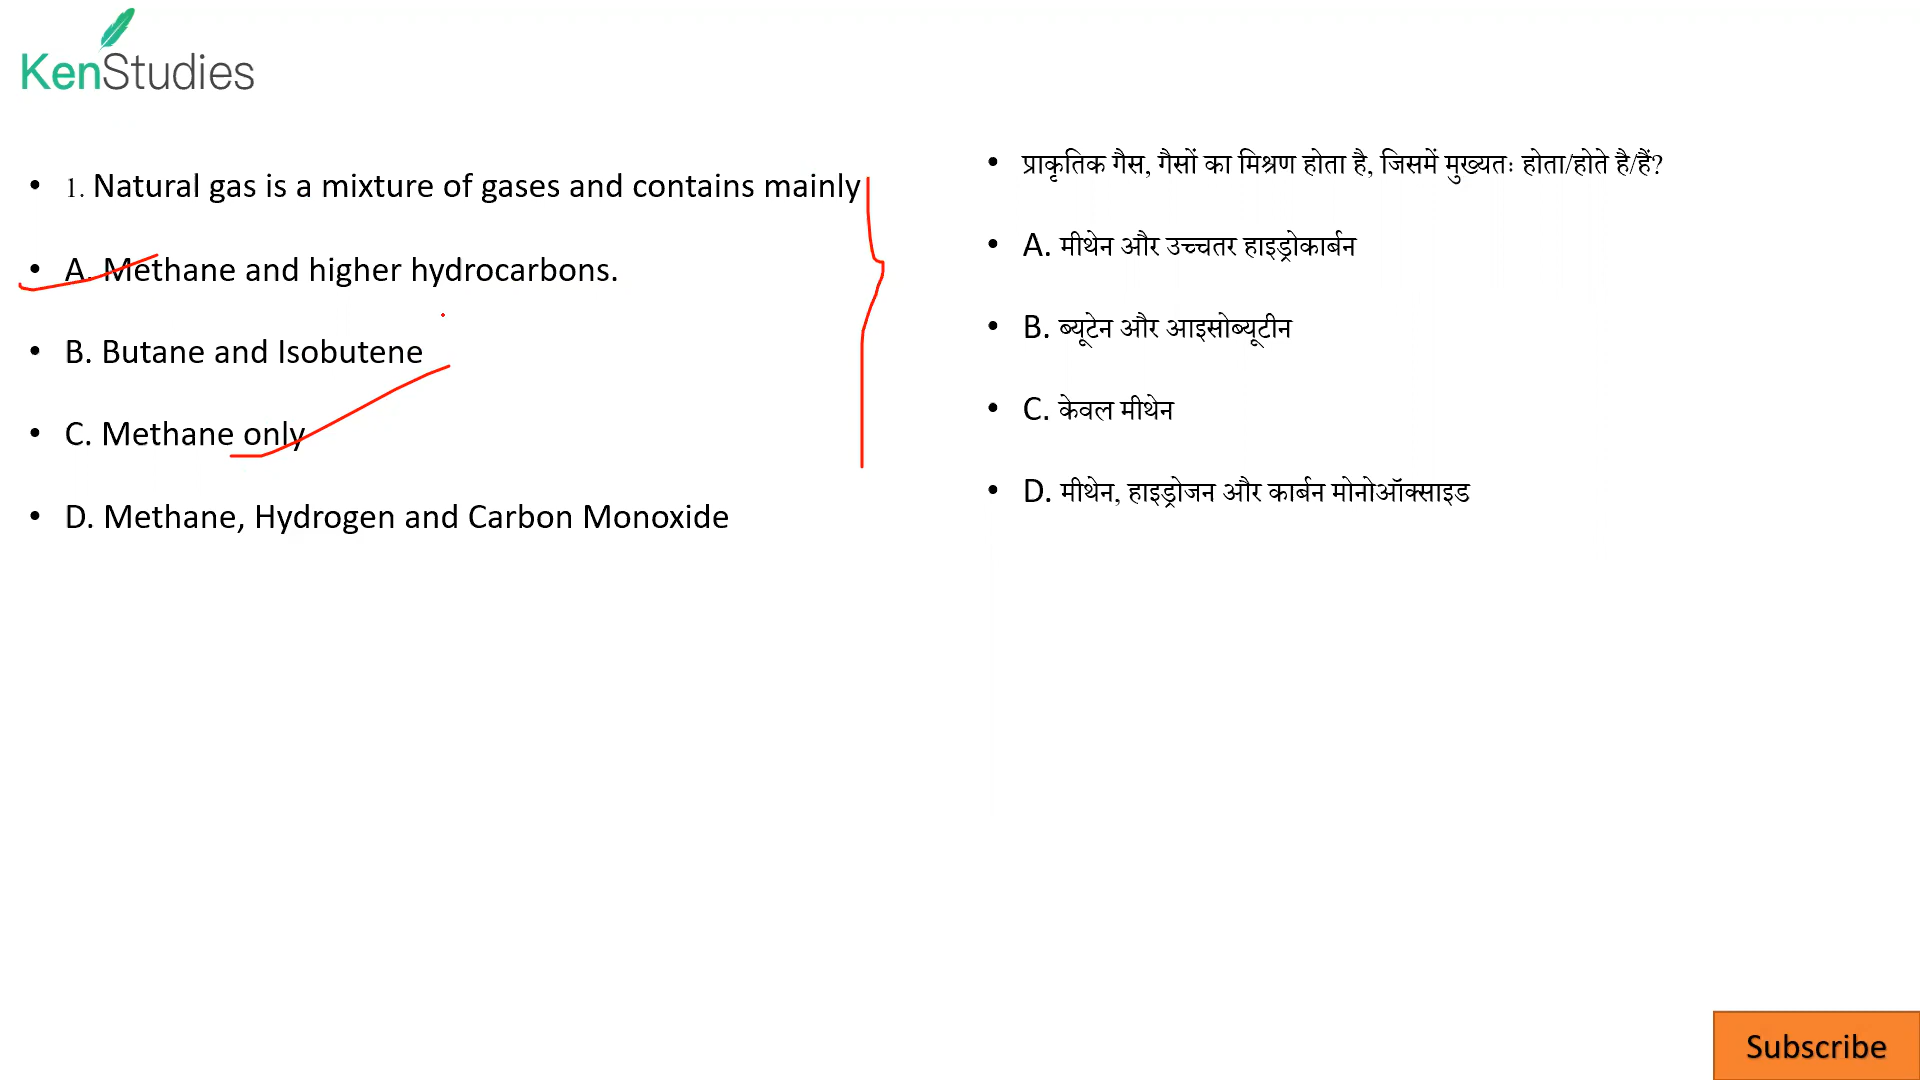 KenStudies
• 1. Natural gas is a mixture of gases and contains mainly
• A. Methane and higher hydrocarbons.
• B. Butane and Isobutene
• C. Methane only
• D. Methane, Hydrogen and Carbon Monoxide
• प्राकृतिक गैस, गैसों का मिश्रण होता है, जिसमें मुख्यतः होता/होते है/हैं?
• A. मीथेन और उच्चतर हाइड्रोकार्बन
• B. ब्यूटेन और आइसोब्यूटीन
• C. केवल मीथेन
• D. मीथेन, हाइड्रोजन और कार्बन मोनोऑक्साइड
Subscribe